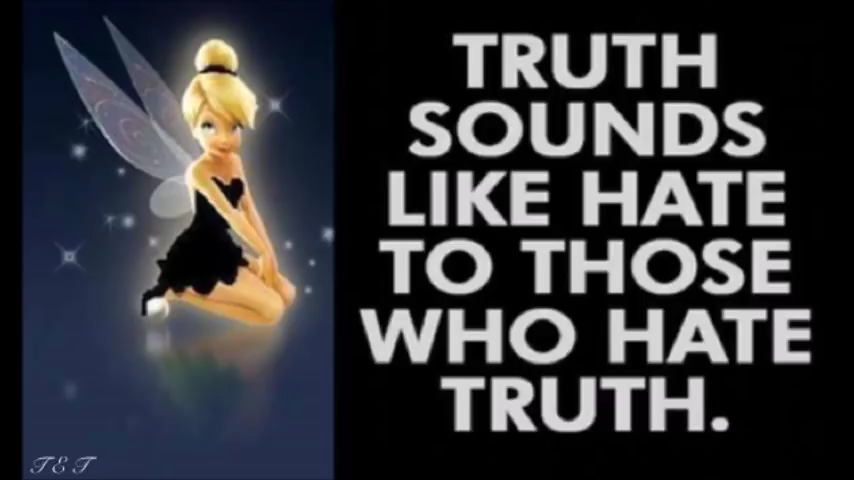 TRUTH
SOUNDS
LIKE HATE
TO THOSE
WHO HATE
TRUTH.
T&T